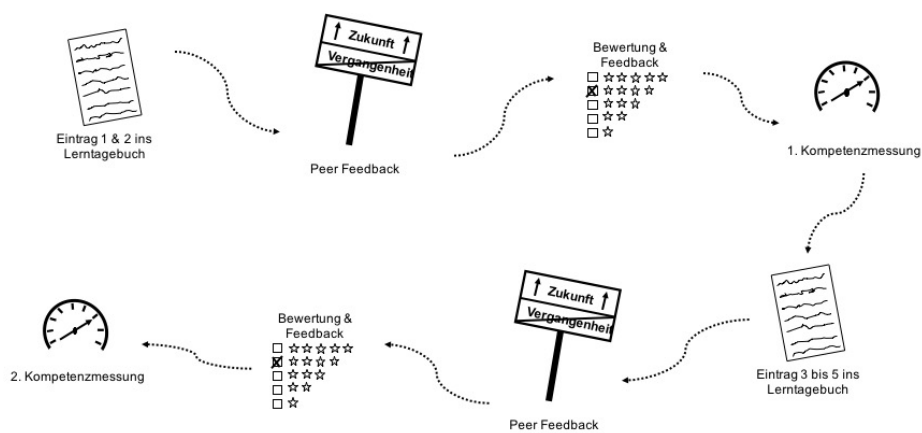 Zukunft
Vergangenheit
Bewertung &
Feedback
Eintrag 1 & 2 ins
Lerntagebuch
Peer Feedback
1. Kompetenzmessung
Zukunft
Vergangenheit
Bewertung &
Feedback
2. Kompetenzmessung
Eintrag 3 bis 5 ins
Lerntagebuch
Peer Feedback